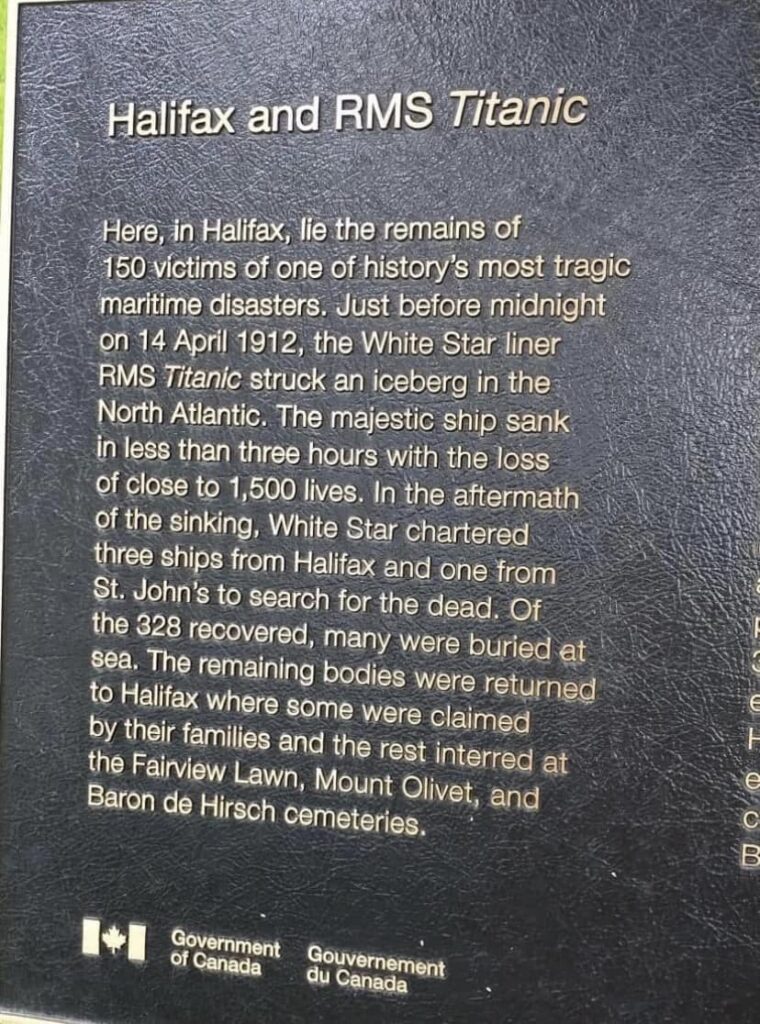 Halifax and RMS Titanic
Here, in Halifax, lie the remains of
150 victims of one of history's most tragic
maritime disasters. Just before midnight
on 14 April 1912, the White Star liner
RMS Titanic struck an iceberg in the
North Atlantic. The majestic ship sank
in less than three hours with the loss
of close to 1,500 lives. In the aftermath
of the sinking, White Star chartered
three ships from Halifax and one from
St. John's to search for the dead. Of
the 328 recovered, many were buried at
sea. The remaining bodies were returned
to Halifax where some were claimed
by their families and the rest interred at
the Fairview Lawn, Mount Olivet, and
Baron de Hirsch cemeteries.
Government
of Canada
Gouvernement
du Canada